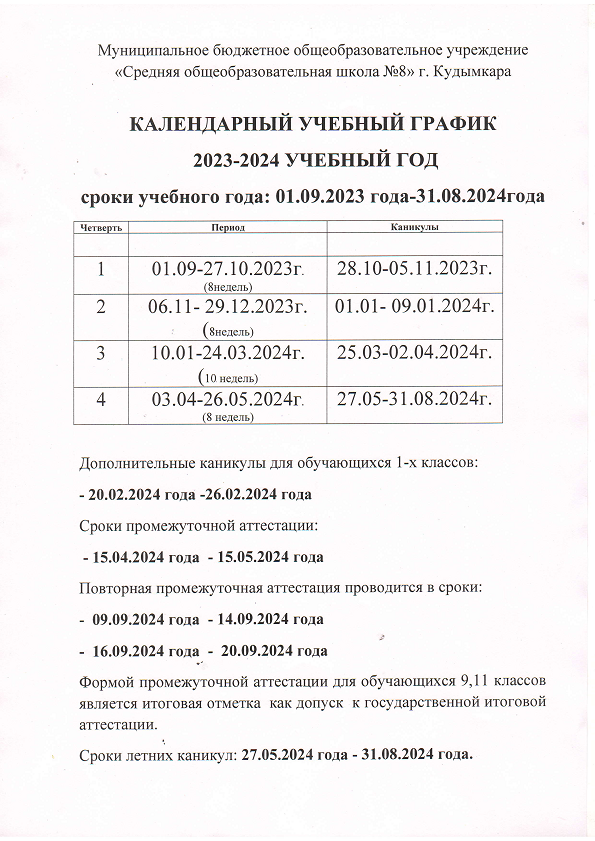 Муниципальное бюджетное общеобразовательное учреждение
«Средняя общеобразовательная школа №8» г. Кудымкара
КАЛЕНДАРНЫЙ УЧЕБНЫЙ ГРАФИК
2023-2024 УЧЕБНЫЙ ГОД
сроки учебного года: 01.09.2023 года-31.08.2024года
Четверть Период Каникулы
1 01.09-27.10.2023г. 28.10-05.11.2023г.
(8недель)
2 06.11- 29.12.2023г. 01.01- 09.01.2024г.
(8недель)
3 10.01-24.03.2024г. 25.03-02.04.2024г.
(10 недель)
4 03.04-26.05.2024г. 27.05-31.08.2024г.
(8 недель)
Дополнительные каникулы для обучающихся 1-х классов:
- 20.02.2024 года -26.02.2024 года
Сроки промежуточной аттестации:
- 15.04.2024 года - 15.05.2024 года
Повторная промежуточная аттестация проводится в сроки:
- 09.09.2024 года - 14.09.2024 года
- 16.09.2024 года - 20.09.2024 года
Формой промежуточной аттестации для обучающихся 9,11 классов
является итоговая отметка как допуск к государственной итоговой
аттестации.
Сроки летних каникул: 27.05.2024 года - 31.08.2024 года.